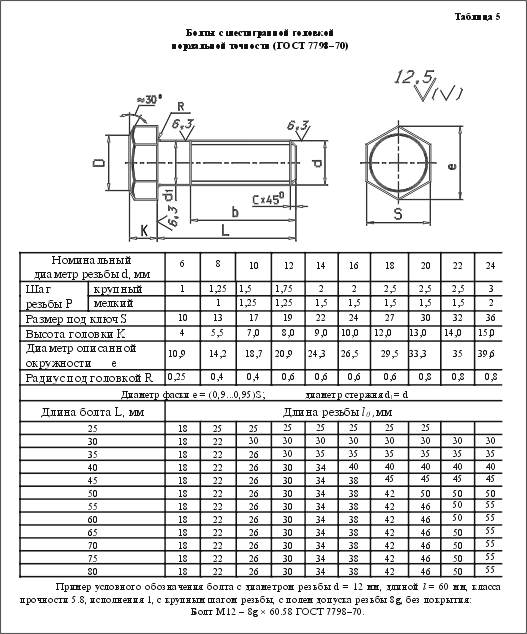 Таблица 5
Болты с шестигранной головкой
нормальной точности (ГОСТ 7798–70)
12,5 (√)
≈30° R 6,3 6,3
D d1 d e
6,3 C×45° b
K L S
Номинальный диаметр резьбы d, мм 6 8 10 12 14 16 18 20 22 24
Шаг резьбы P крупный 1 1,25 1,5 1,75 2 2 2,5 2,5 2,5 3
мелкий 1 1,25 1,25 1,5 1,5 1,5 1,5 1,5 2
Размер под ключ S 10 13 17 19 22 24 27 30 32 36
Высота головки K 4 5,5 7,0 8,0 9,0 10,0 12,0 13,0 14,0 15,0
Диаметр описанной окружности e 10,9 14,2 18,7 20,9 24,3 26,5 29,5 33,3 35 39,6
Радиус под головкой R 0,25 0,4 0,4 0,6 0,6 0,6 0,6 0,8 0,8 0,8
Диаметр фаски e = (0,9...0,95)S; диаметр стержня d₁= d
Длина болта L, мм Длина резьбы l₀, мм
25 18 25 25 25 25 25 25 25
30 18 22 30 30 30 30 30 30 30 30
35 18 22 26 30 35 35 35 35 35 35
40 18 22 26 30 34 40 40 40 40 40
45 18 22 26 30 34 38 45 45 45 45
50 18 22 26 30 34 38 42 50 50 50
55 18 22 26 30 34 38 42 46 50 55
60 18 22 26 30 34 38 42 46 50 55
65 18 22 26 30 34 38 42 46 50 55
70 18 22 26 30 34 38 42 46 50 55
75 18 22 26 30 34 38 42 46 50 55
80 18 22 26 30 34 38 42 46 50 55
Пример условного обозначения болта с диаметром резьбы d = 12 мм, длиной l = 60 мм, класса
прочности 5.8, исполнения 1, с крупным шагом резьбы, с полем допуска резьбы 8g, без покрытия:
Болт М12 – 8g × 60.58 ГОСТ 7798–70.